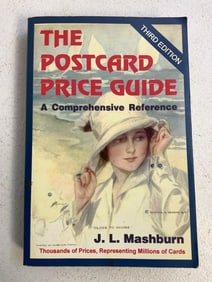 THIRD EDITION
THE
POSTCARD
PRICE GUIDE
A Comprehensive Reference
J. L. Mashburn
Thousands of Prices, Representing Millions of Cards